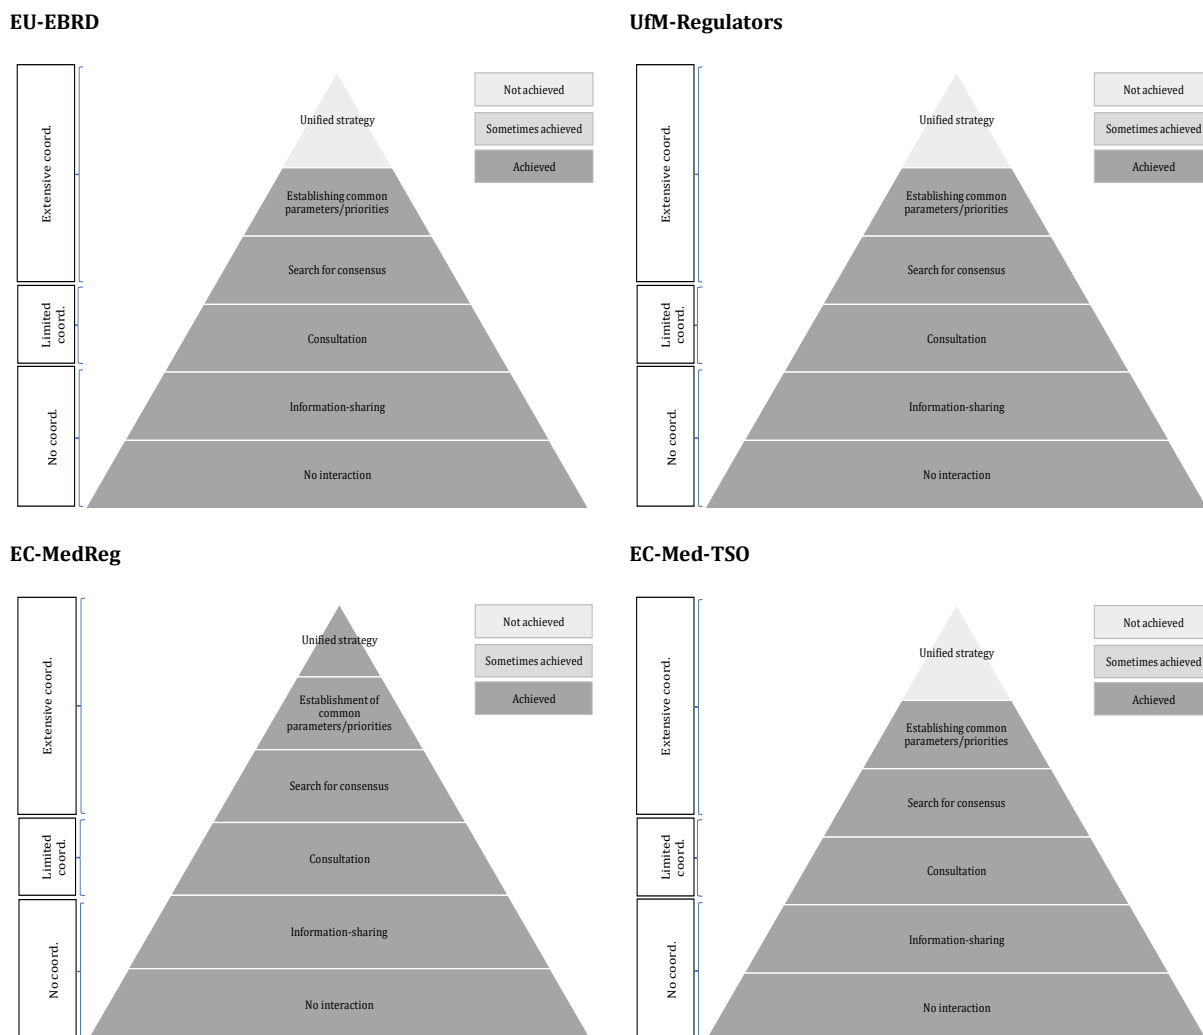 EU-EBRD
Extensive coord.
Limited
coord.
No coord.
Unified strategy
Establishing common
parameters/priorities
Search for consensus
Consultation
Information-sharing
No interaction
Not achieved
Sometimes achieved
Achieved
UfM-Regulators
Extensive coord.
Limited
coord.
No coord.
Unified strategy
Establishing common
parameters/priorities
Search for consensus
Consultation
Information-sharing
No interaction
Not achieved
Sometimes achieved
Achieved
EC-MedReg
Extensive coord.
Limited
coord.
No coord.
Unified strategy
Establishment of
common
parameters/priorities
Search for consensus
Consultation
Information-sharing
No interaction
Not achieved
Sometimes achieved
Achieved
EC-Med-TSO
Extensive coord.
Limited
coord.
No coord.
Unified strategy
Establishing common
parameters/priorities
Search for consensus
Consultation
Information-sharing
No interaction
Not achieved
Sometimes achieved
Achieved